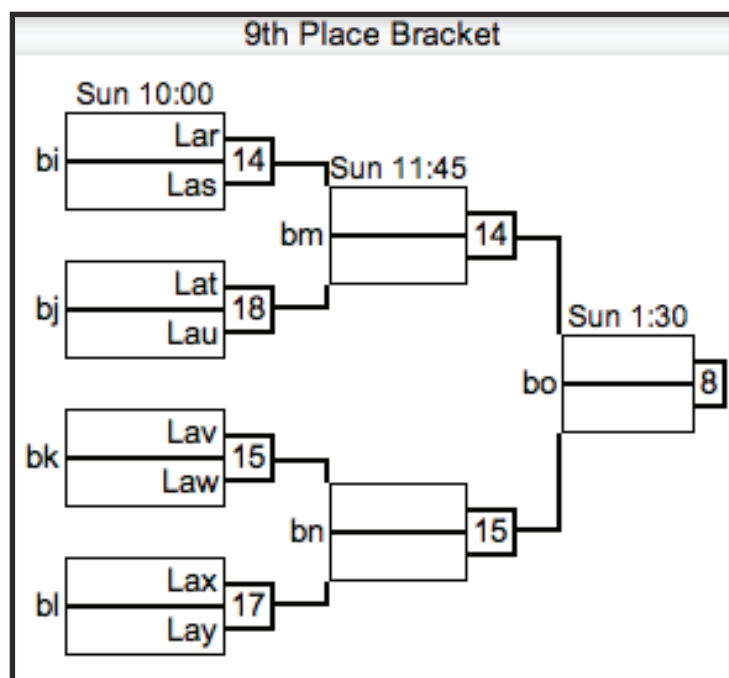 9th Place Bracket
Sun 10:00
Lar
bi 14
Las
Sun 11:45
bm 14
Lat
bj 18
Lau
Sun 1:30
bo 8
Lav
bk 15
Law
bn 15
Lax
bl 17
Lay